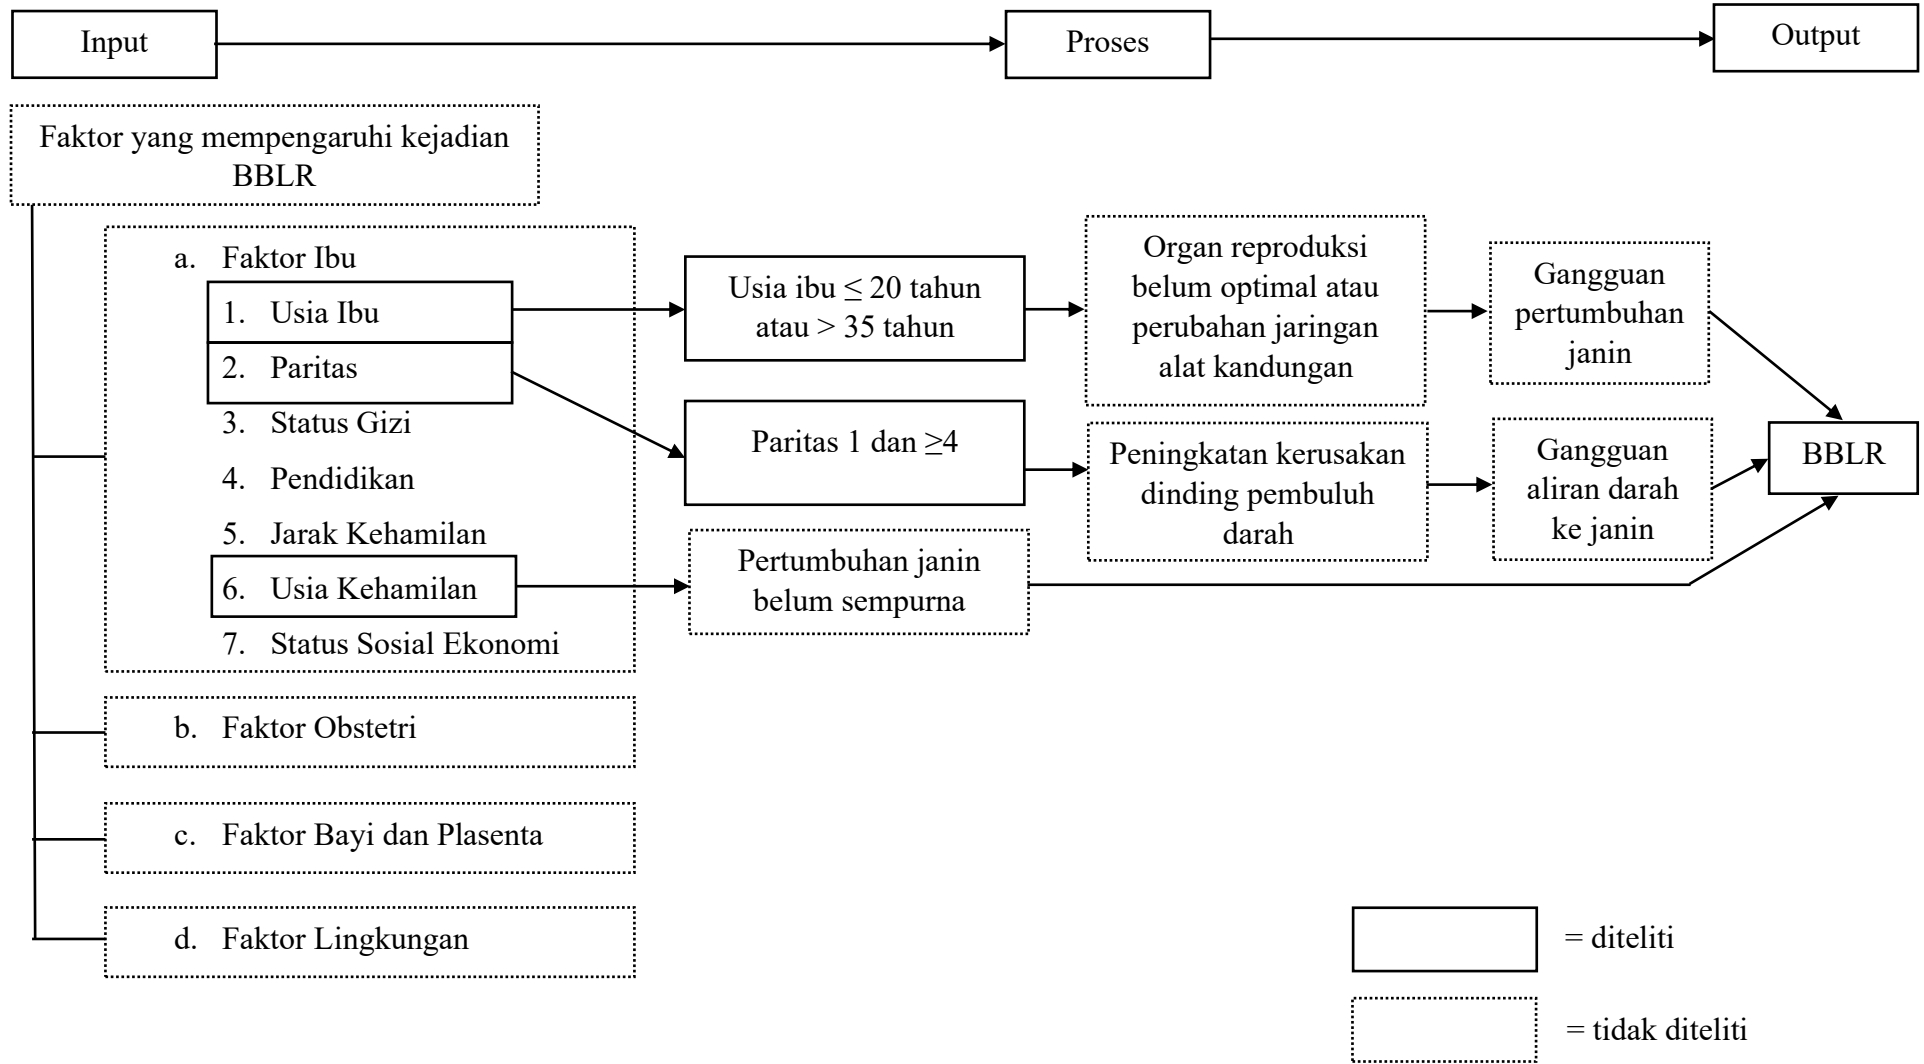 Input
Proses
Output
Faktor yang mempengaruhi kejadian
BBLR
a. Faktor Ibu
1. Usia Ibu
2. Paritas
3. Status Gizi
4. Pendidikan
5. Jarak Kehamilan
6. Usia Kehamilan
7. Status Sosial Ekonomi
b. Faktor Obstetri
c. Faktor Bayi dan Plasenta
d. Faktor Lingkungan
Usia ibu ≤ 20 tahun
atau > 35 tahun
Organ reproduksi
belum optimal atau
perubahan jaringan
alat kandungan
Gangguan
pertumbuhan
janin
Paritas 1 dan ≥4
Peningkatan kerusakan
dinding pembuluh
darah
Gangguan
aliran darah
ke janin
BBLR
Pertumbuhan janin
belum sempurna
= diteliti
= tidak diteliti